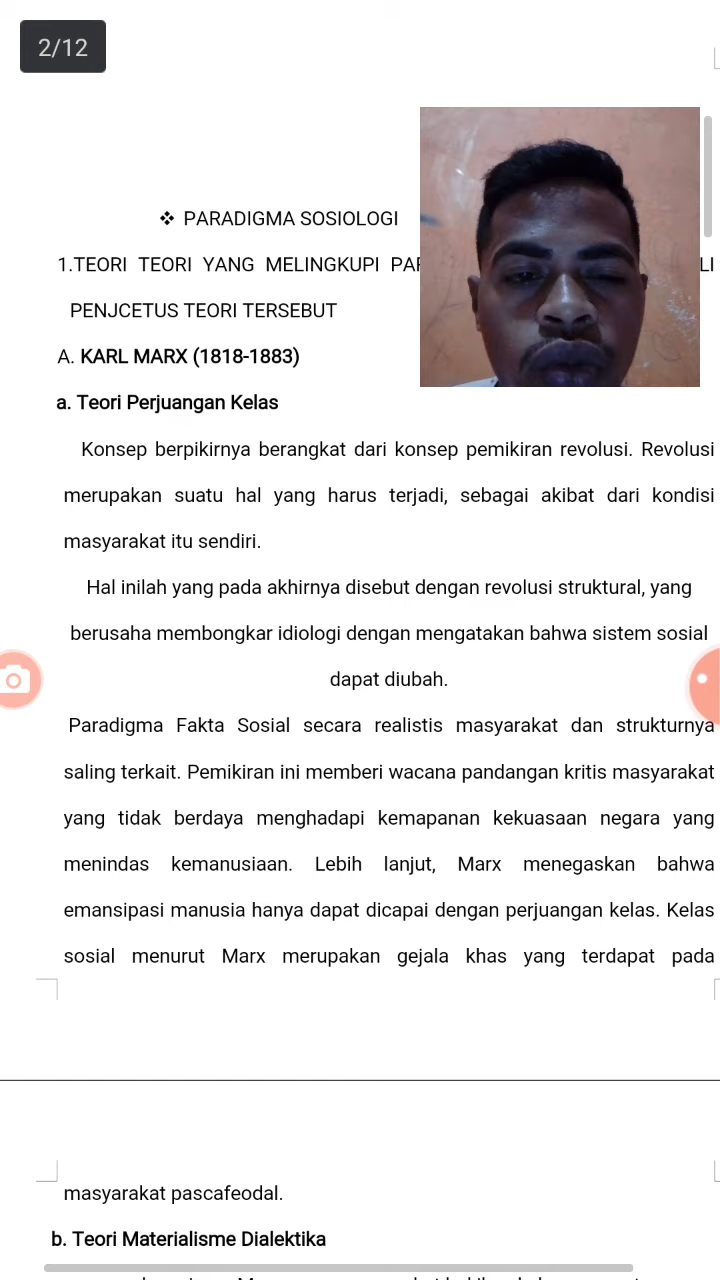 2/12
❖ PARADIGMA SOSIOLOGI
1.TEORI TEORI YANG MELINGKUPI
PENJCETUS TEORI TERSEBUT
A. KARL MARX (1818-1883)
a. Teori Perjuangan Kelas
Konsep berpikirnya berangkat dari konsep pemikiran revolusi. Revolusi
merupakan suatu hal yang harus terjadi, sebagai akibat dari kondisi
masyarakat itu sendiri.
Hal inilah yang pada akhirnya disebut dengan revolusi struktural, yang
berusaha membongkar idiologi dengan mengatakan bahwa sistem sosial
dapat diubah.
Paradigma Fakta Sosial secara realistis masyarakat dan strukturnya
saling terkait. Pemikiran ini memberi wacana pandangan kritis masyarakat
yang tidak berdaya menghadapi kemapanan kekuasaan negara yang
menindas kemanusiaan. Lebih lanjut, Marx menegaskan bahwa
emansipasi manusia hanya dapat dicapai dengan perjuangan kelas. Kelas
sosial menurut Marx merupakan gejala khas yang terdapat pada
masyarakat pascafeodal.
b. Teori Materialisme Dialektika